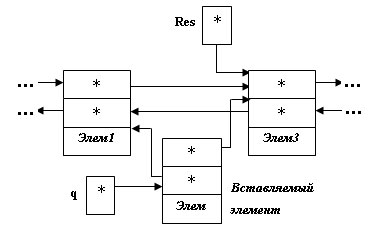 Res *
... * * ...
... * * ...
Элем1 Элем3
*
q * * Вставляемый
Элем элемент